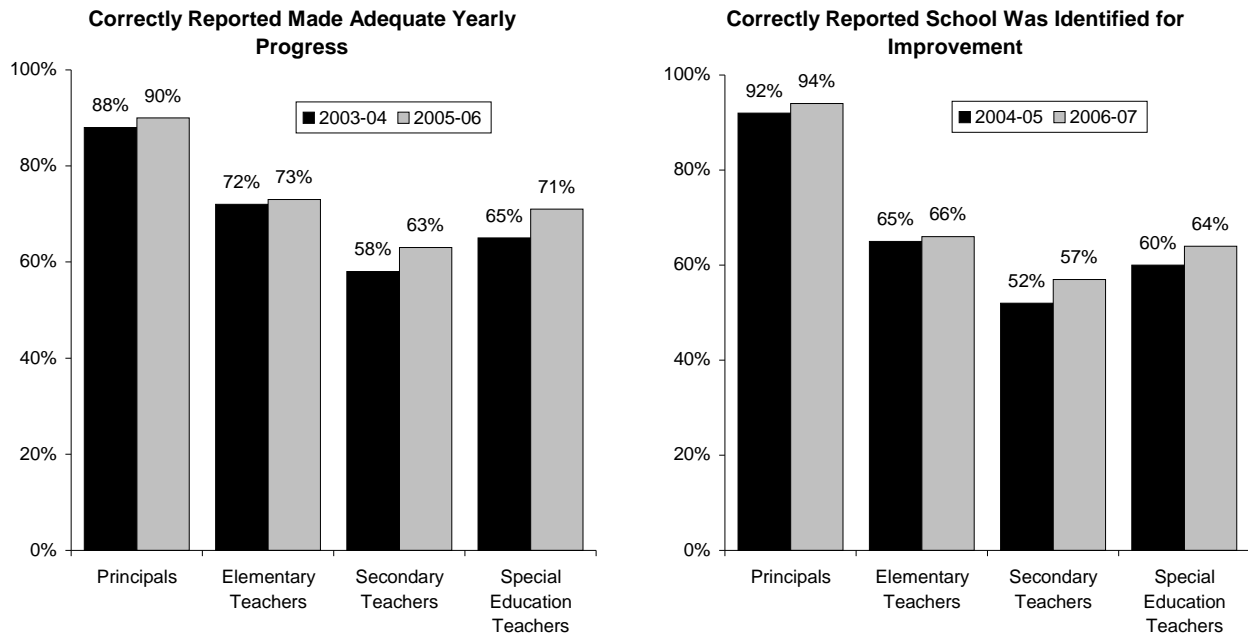 Correctly Reported Made Adequate Yearly
Progress
100%
80%
60%
40%
20%
0%
2003-04 2005-06
88% 90%
72% 73%
58% 63%
65% 71%
Principals
Elementary
Teachers
Secondary
Teachers
Special
Education
Teachers
Correctly Reported School Was Identified for
Improvement
100%
80%
60%
40%
20%
0%
2004-05 2006-07
92% 94%
65% 66%
52% 57%
60% 64%
Principals
Elementary
Teachers
Secondary
Teachers
Special
Education
Teachers